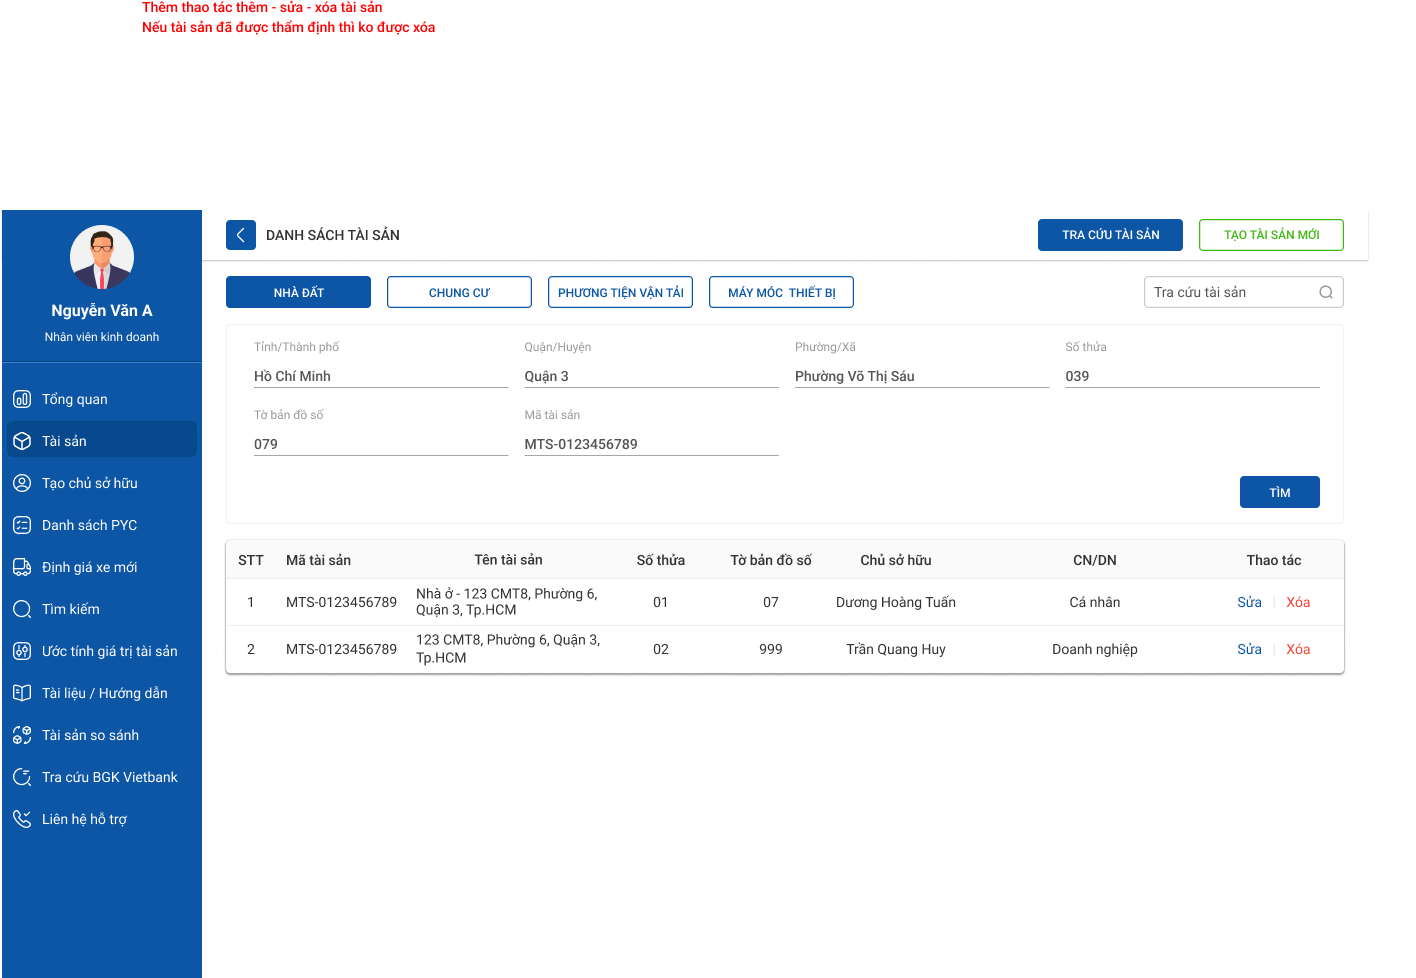 Thêm thao tác thêm - sửa - xóa tài sản
Nếu tài sản đã được thẩm định thì ko được xóa
Nguyễn Văn A
Nhân viên kinh doanh
Tổng quan
Tài sản
Tạo chủ sở hữu
Danh sách PYC
Định giá xe mới
Tìm kiếm
Ước tính giá trị tài sản
Tài liệu / Hướng dẫn
Tài sản so sánh
Tra cứu BGK Vietbank
Liên hệ hỗ trợ
DANH SÁCH TÀI SẢN
TRA CỨU TÀI SẢN
TẠO TÀI SẢN MỚI
NHÀ ĐẤT
CHUNG CƯ
PHƯƠNG TIỆN VẬN TẢI
MÁY MÓC  THIẾT BỊ
Tra cứu tài sản
Tỉnh/Thành phố
Quận/Huyện
Phường/Xã
Số thửa
Hồ Chí Minh
Quận 3
Phường Võ Thị Sáu
039
Tờ bản đồ số
Mã tài sản
079
MTS-0123456789
TÌM
STT Mã tài sản Tên tài sản Số thửa Tờ bản đồ số Chủ sở hữu CN/DN Thao tác
1 MTS-0123456789 Nhà ở - 123 CMT8, Phường 6, 01 07 Dương Hoàng Tuấn Cá nhân Sửa | Xóa
Quận 3, Tp.HCM
2 MTS-0123456789 123 CMT8, Phường 6, Quận 3, 02 999 Trần Quang Huy Doanh nghiệp Sửa | Xóa
Tp.HCM